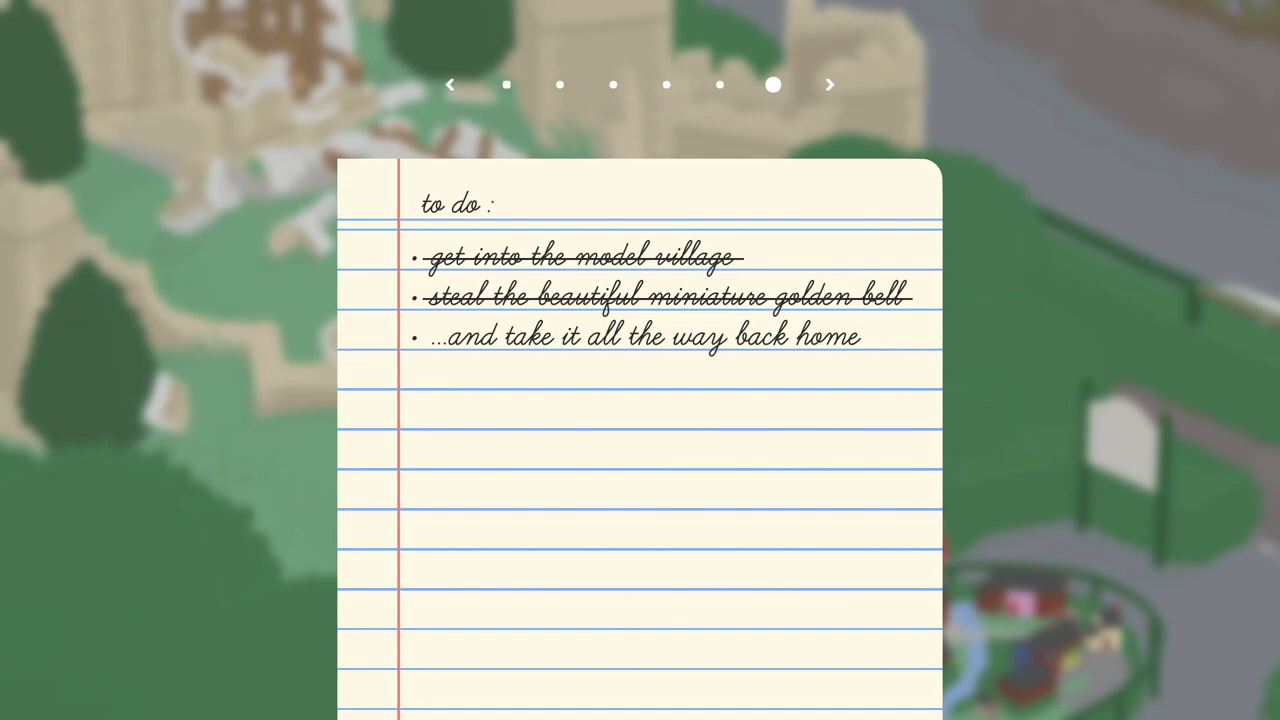 to do :
• get into the model village
• steal the beautiful miniature golden bell
• ...and take it all the way back home